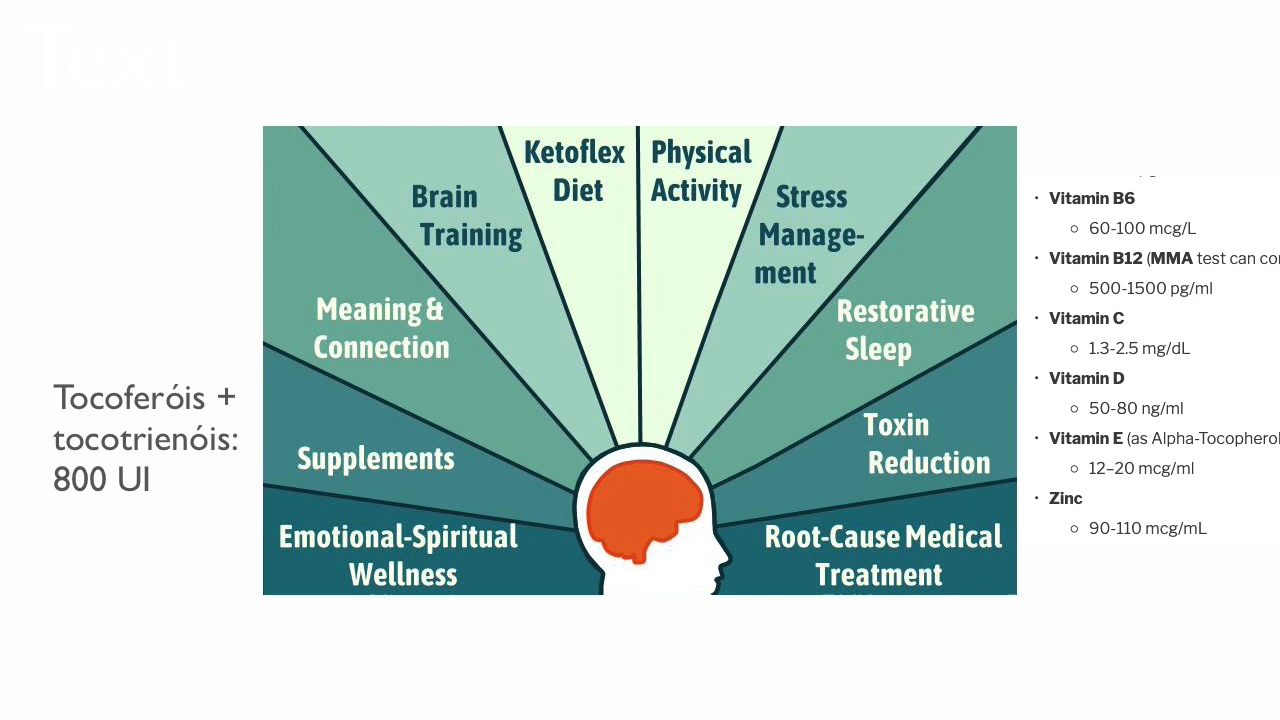 Text
Tocoferóis +
tocotrienóis:
800 UI
Ketoflex
Diet
Physical
Activity
Brain
Training
Stress
Manage-
ment
Meaning &
Connection
Restorative
Sleep
Supplements
Toxin
Reduction
Emotional-Spiritual
Wellness
Root-Cause Medical
Treatment
• Vitamin B6
○ 60-100 mcg/L
• Vitamin B12 (MMA test can
○ 500-1500 pg/ml
• Vitamin C
○ 1.3-2.5 mg/dL
• Vitamin D
○ 50-80 ng/ml
• Vitamin E (as Alpha-Tocopherol
○ 12–20 mcg/ml
• Zinc
○ 90-110 mcg/mL